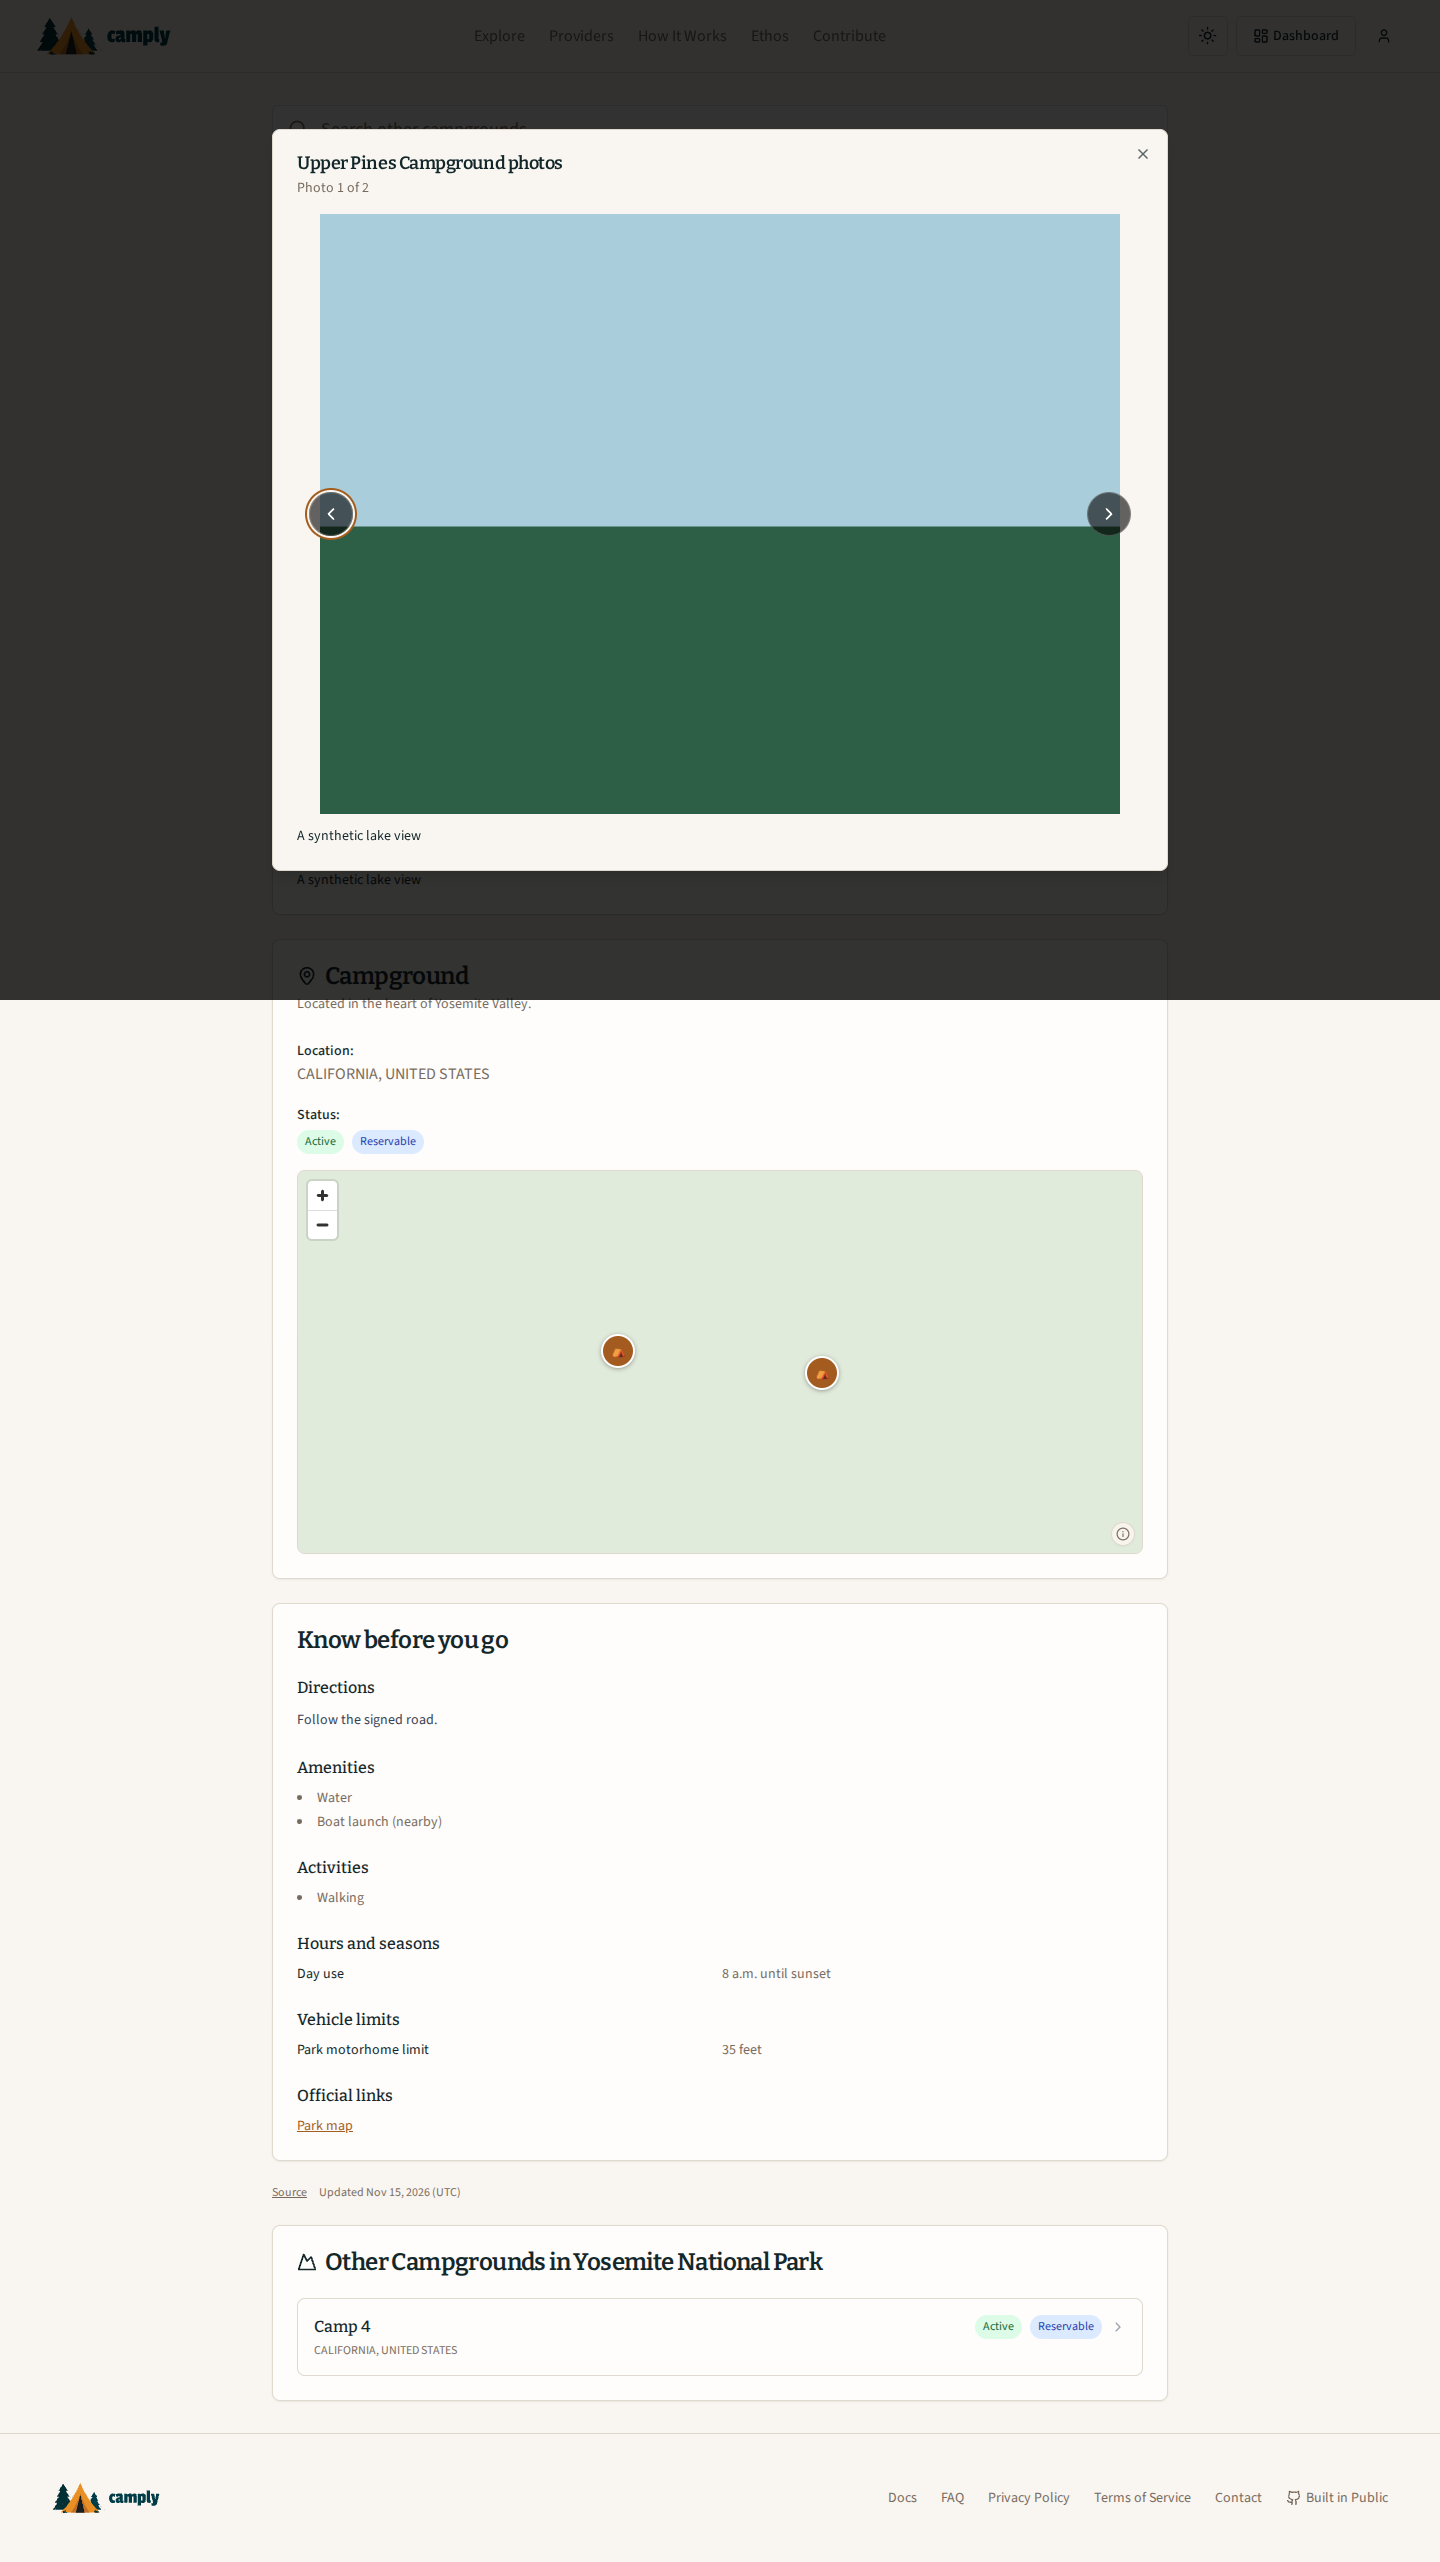 camply
Explore
Providers
How It Works
Ethos
Contribute
Dashboard
Search other campgrounds
Upper Pines Campground photos
Photo 1 of 2
A synthetic lake view
A synthetic lake view
Campground
Located in the heart of Yosemite Valley.
Location:
CALIFORNIA, UNITED STATES
Status:
Active
Reservable
Know before you go
Directions
Follow the signed road.
Amenities
• Water
• Boat launch (nearby)
Activities
• Walking
Hours and seasons
Day use
8 a.m. until sunset
Vehicle limits
Park motorhome limit
35 feet
Official links
Park map
Source
Updated Nov 15, 2026 (UTC)
Other Campgrounds in Yosemite National Park
Camp 4
Active
Reservable
CALIFORNIA, UNITED STATES
camply
Docs
FAQ
Privacy Policy
Terms of Service
Contact
Built in Public